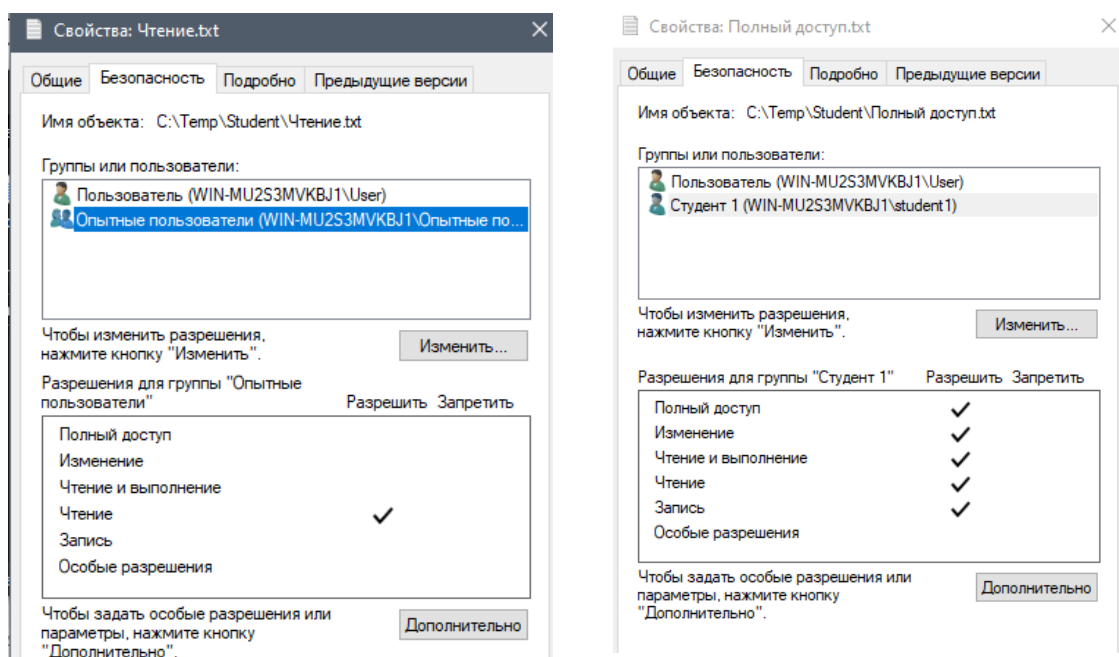 Свойства: Чтение.txt
Общие Безопасность Подробно Предыдущие версии
Имя объекта: C:\Temp\Student\Чтение.txt
Группы или пользователи:
Пользователь (WIN-MU2S3MVKBJ1\User)
Опытные пользователи (WIN-MU2S3MVKBJ1\Опытные по...
Чтобы изменить разрешения,
нажмите кнопку "Изменить".
Изменить...
Разрешения для группы "Опытные
пользователи"
Разрешить Запретить
Полный доступ
Изменение
Чтение и выполнение
Чтение
Запись
Особые разрешения
Чтобы задать особые разрешения или
параметры, нажмите кнопку
"Дополнительно".
Дополнительно
Свойства: Полный доступ.txt
Общие Безопасность Подробно Предыдущие версии
Имя объекта: C:\Temp\Student\Полный доступ.txt
Группы или пользователи:
Пользователь (WIN-MU2S3MVKBJ1\User)
Студент 1 (WIN-MU2S3MVKBJ1\student1)
Чтобы изменить разрешения,
нажмите кнопку "Изменить".
Изменить...
Разрешения для группы "Студент 1"
Разрешить Запретить
Полный доступ
Изменение
Чтение и выполнение
Чтение
Запись
Особые разрешения
Чтобы задать особые разрешения или
параметры, нажмите кнопку
"Дополнительно".
Дополнительно